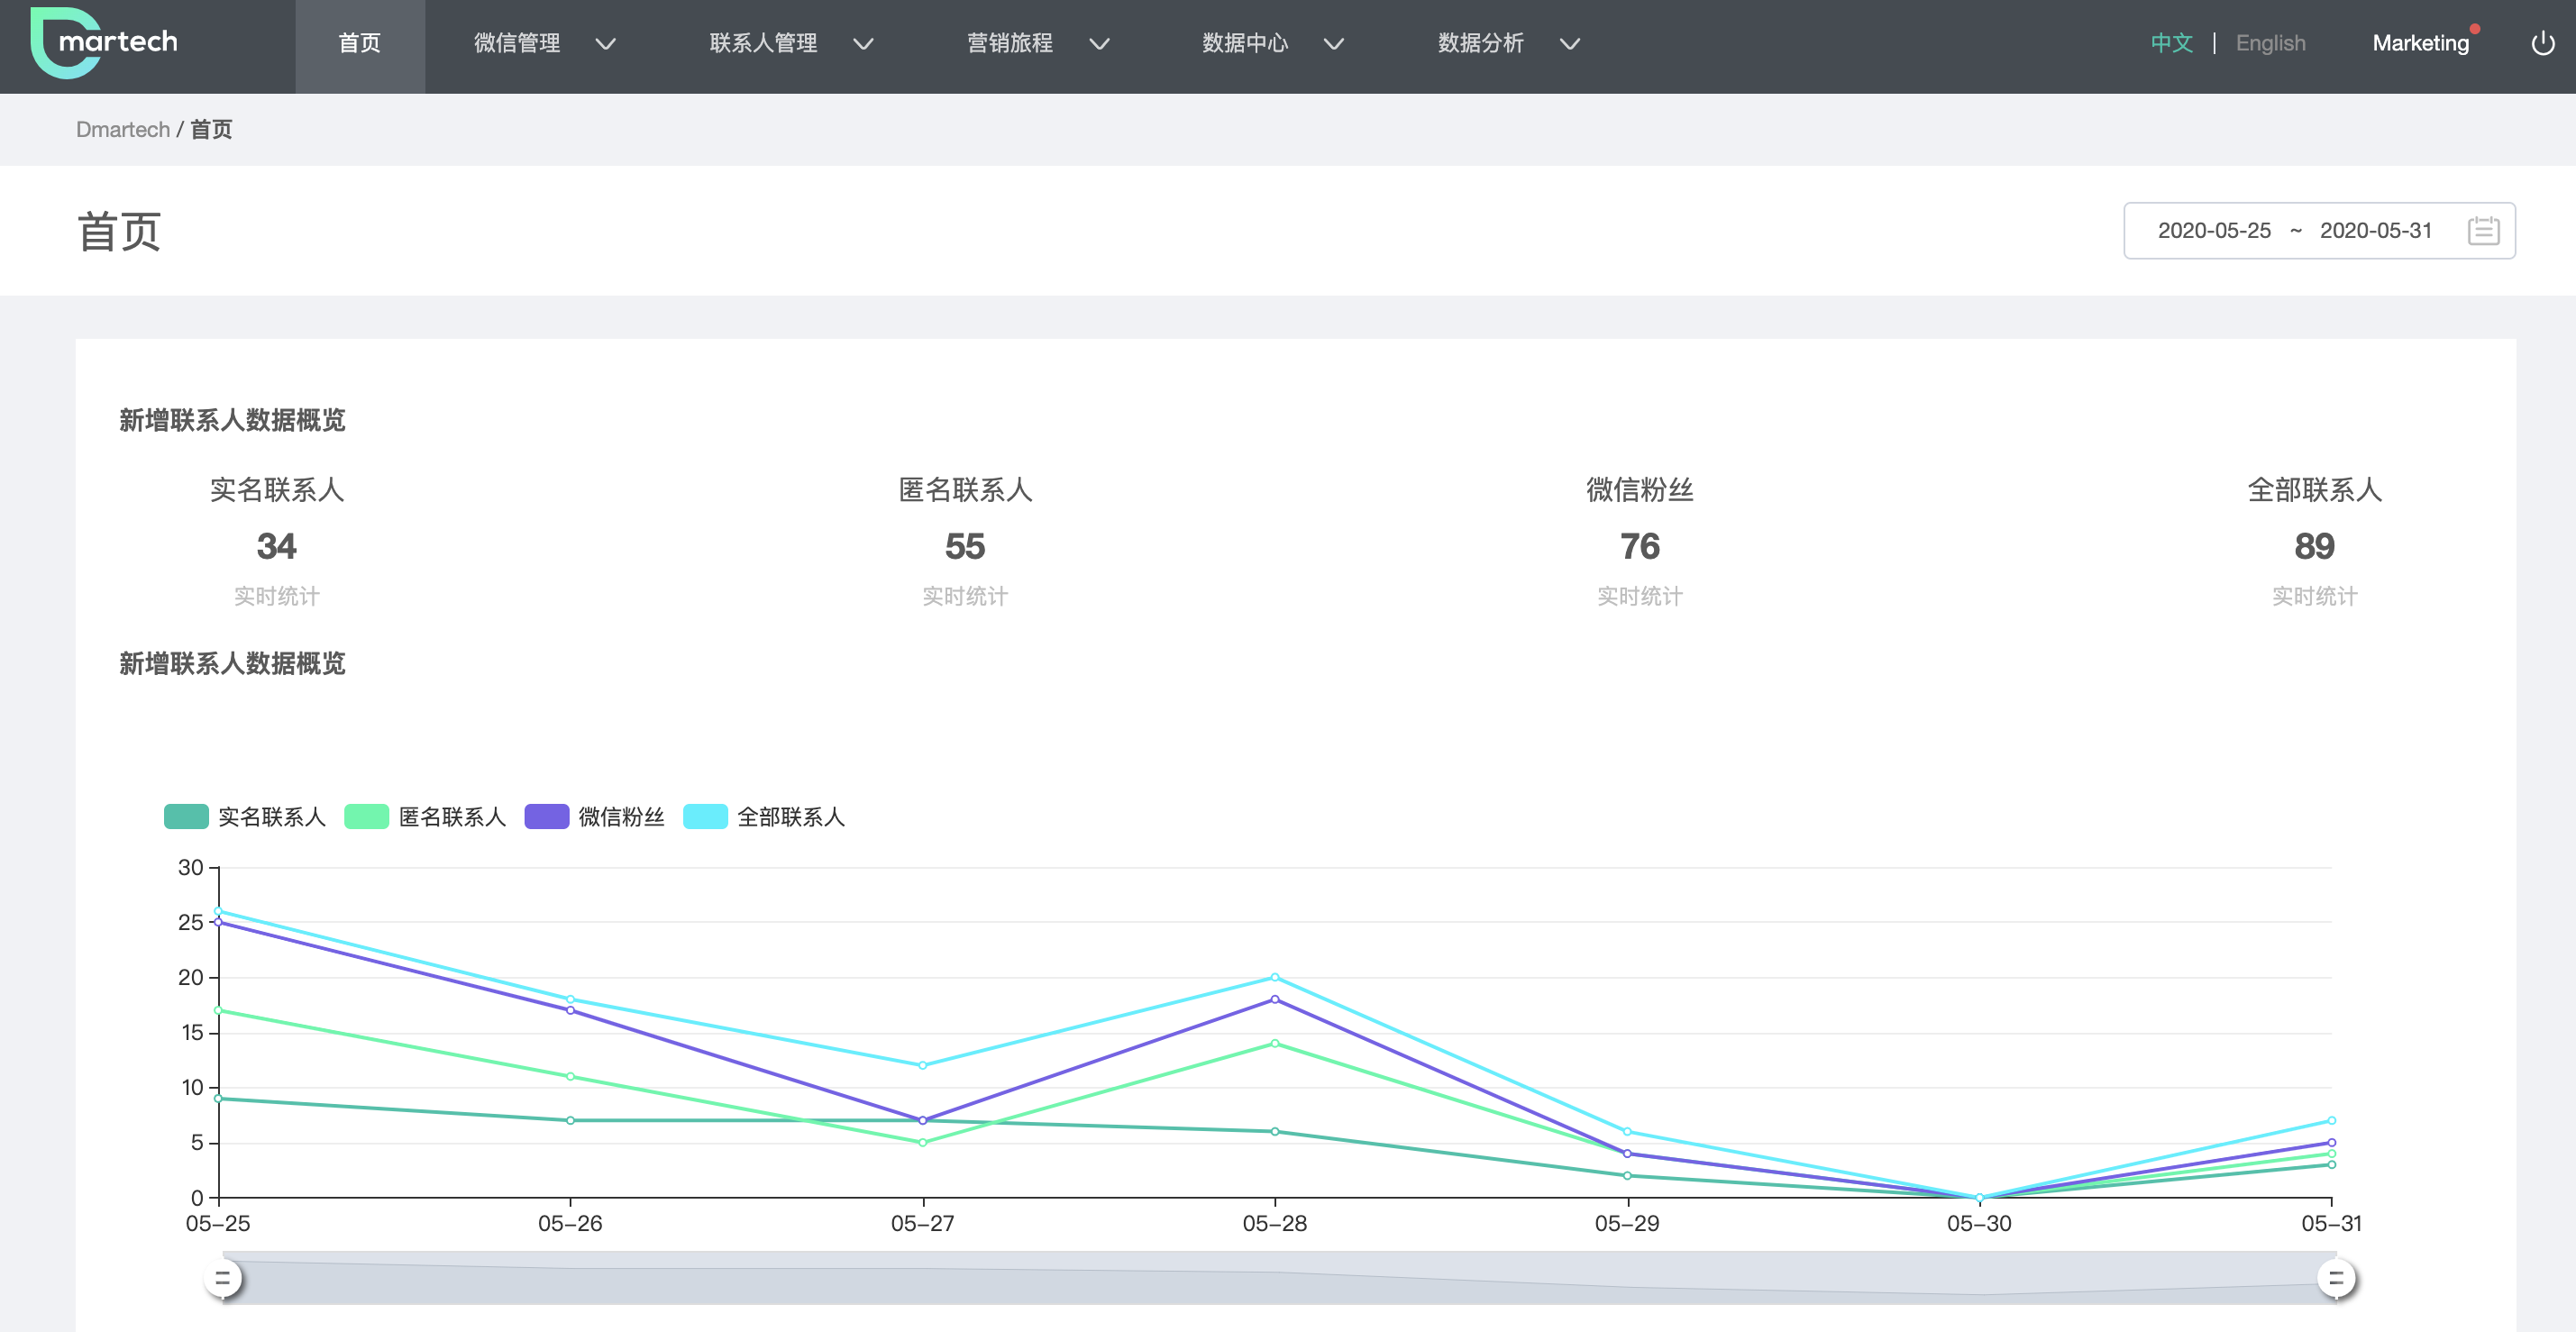 Dmartech 首页 微信管理 联系人管理 营销旅程 数据中心 数据分析 中文 | English Marketing
Dmartech / 首页
首页 2020-05-25 ~ 2020-05-31
新增联系人数据概览
实名联系人 匿名联系人 微信粉丝 全部联系人
34 55 76 89
实时统计 实时统计 实时统计 实时统计
新增联系人数据概览
实名联系人 匿名联系人 微信粉丝 全部联系人
30
25
20
15
10
5
0
05-25 05-26 05-27 05-28 05-29 05-30 05-31